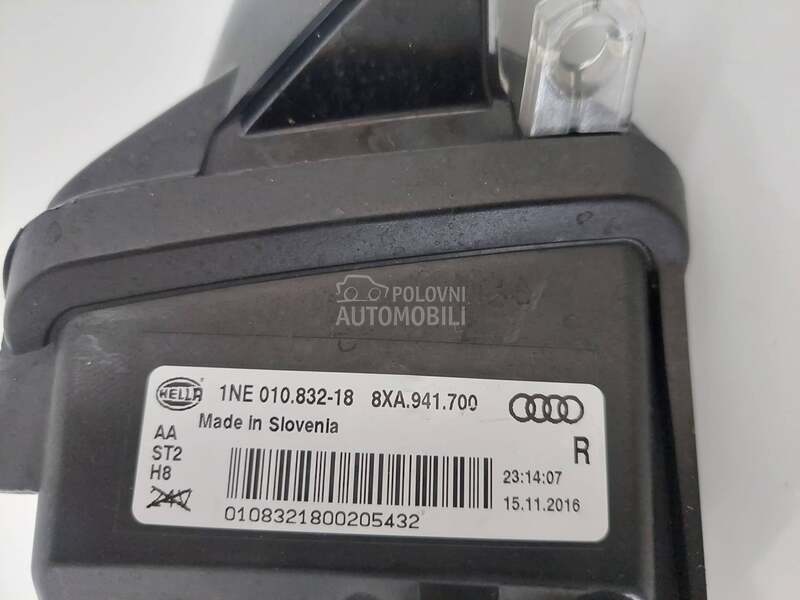 POLOVNI
AUTOMOBILI
HELLA 1NE 010.832-18 8XA.941.700
Made in Slovenia
AA
ST2
H8
24V
R
23:14:07
15.11.2016
0108321800205432